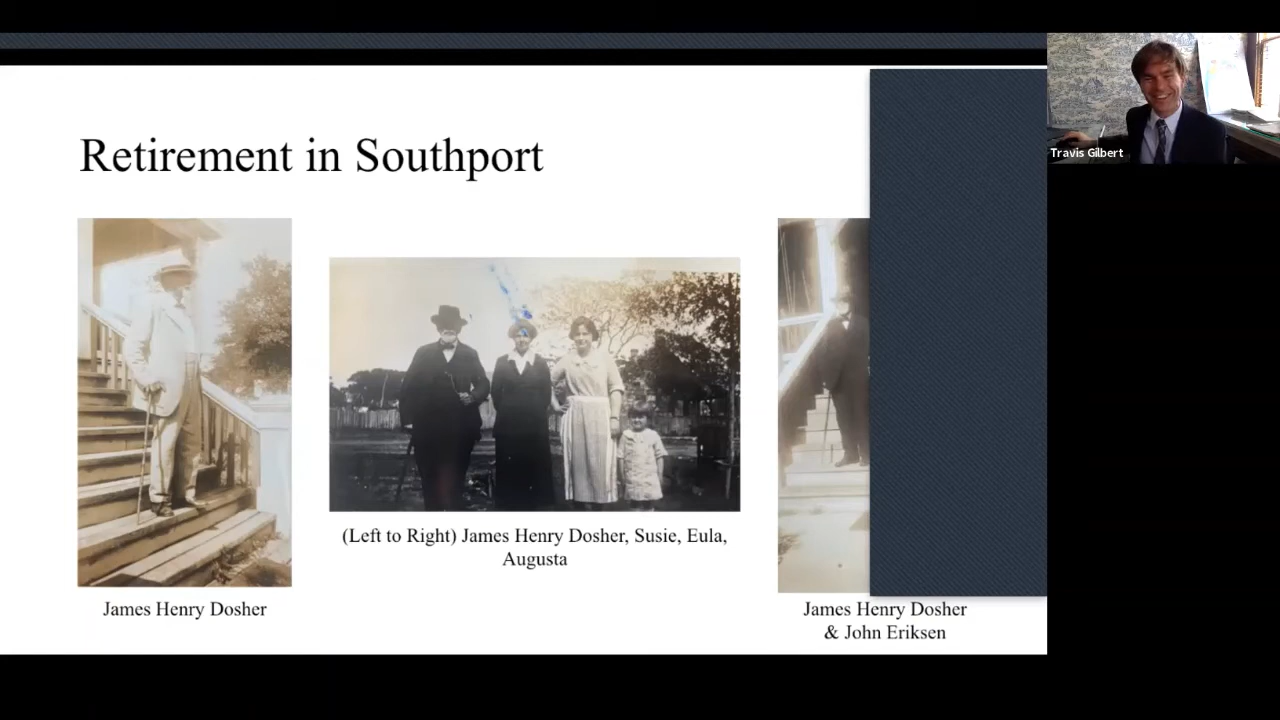 Retirement in Southport
Travis Gilbert
(Left to Right) James Henry Dosher, Susie, Eula,
Augusta
James Henry Dosher
James Henry Dosher
& John Eriksen